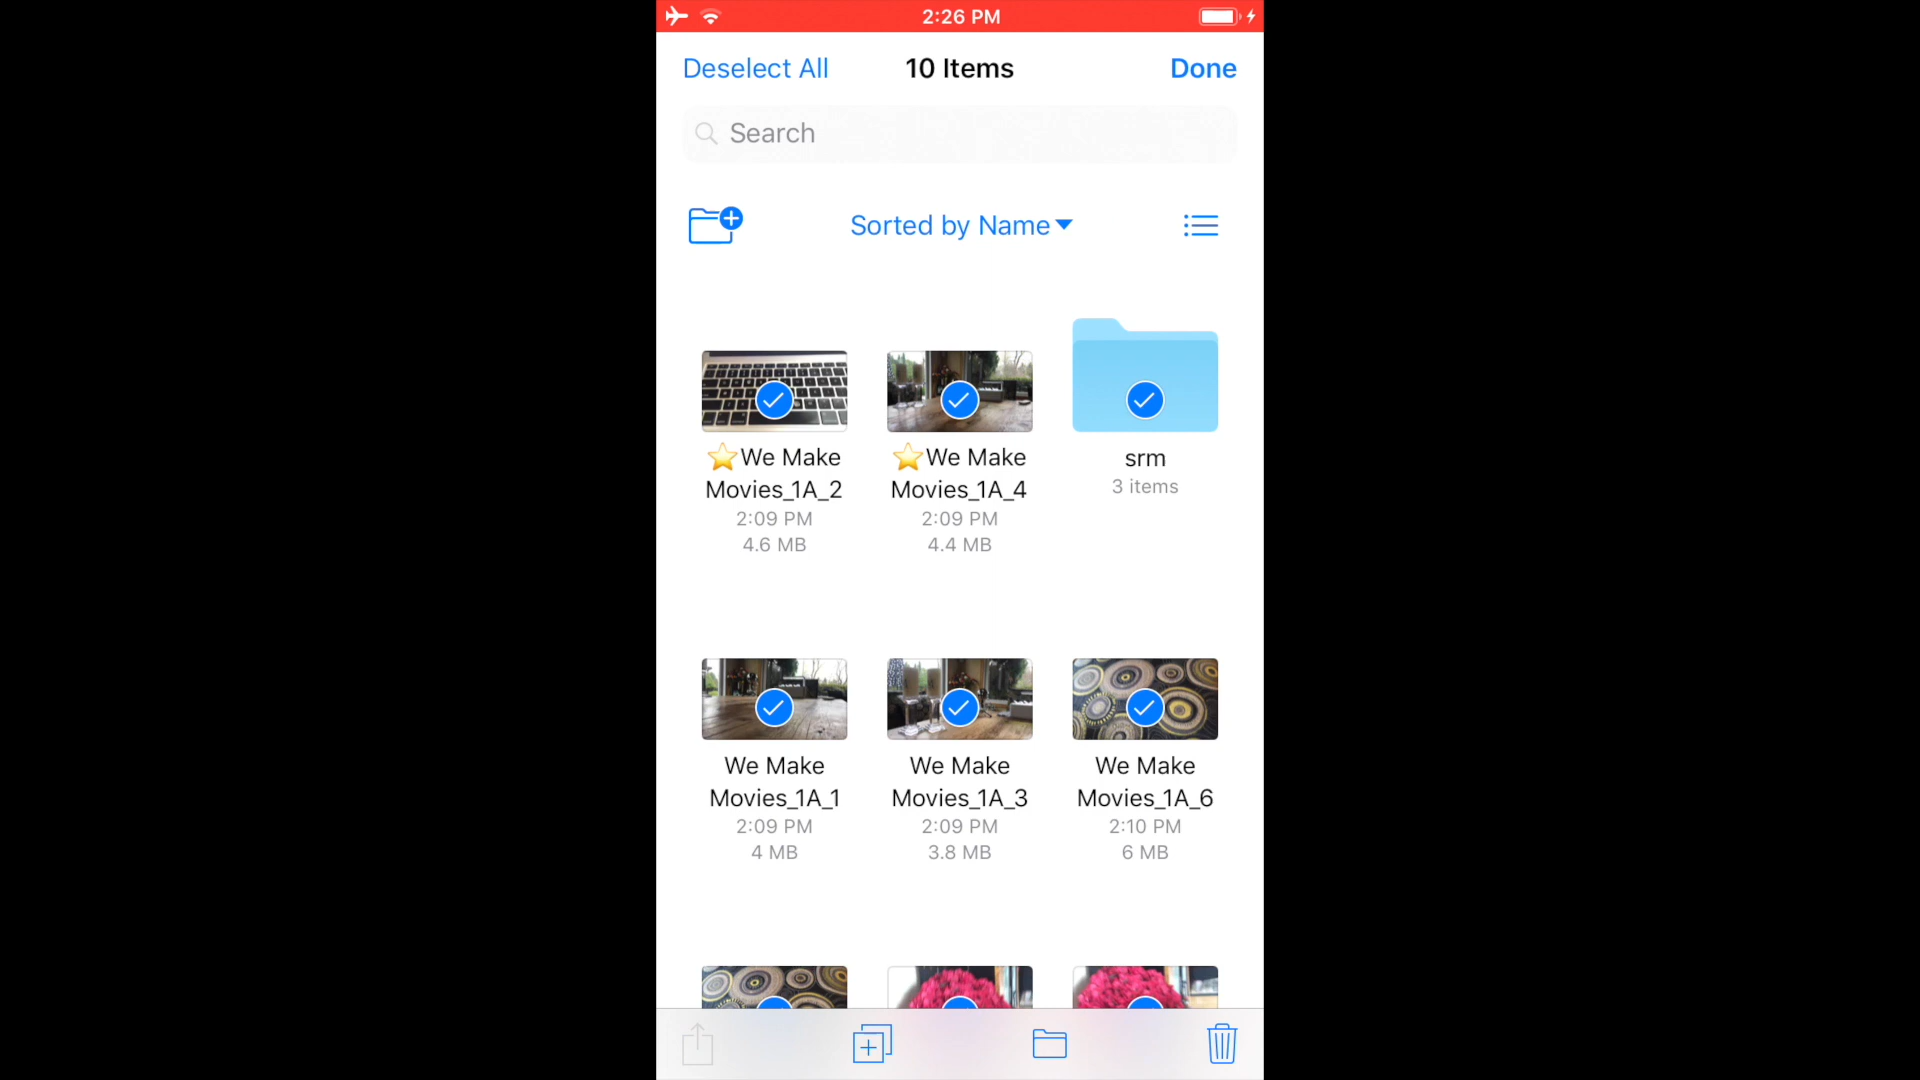 2:26 PM
Deselect All
10 Items
Done
Search
Sorted by Name
We Make
Movies_1A_2
2:09 PM
4.6 MB
We Make
Movies_1A_4
2:09 PM
4.4 MB
srm
3 items
We Make
Movies_1A_1
2:09 PM
4 MB
We Make
Movies_1A_3
2:09 PM
3.8 MB
We Make
Movies_1A_6
2:10 PM
6 MB